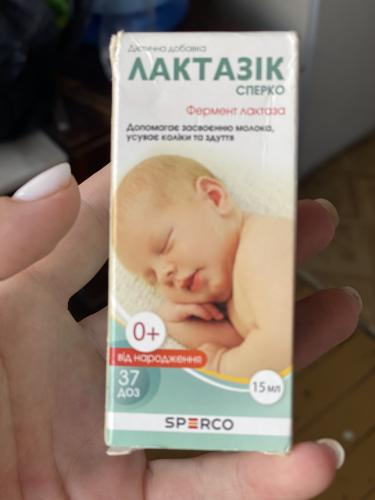 Дієтична добавка
ЛАКТАЗІК
СПЕРКО
Фермент лактаза
Допомагає засвоєнню молока,
усуває коліки та здуття
0+
від народження
37
доз
15 мл
SPERCO